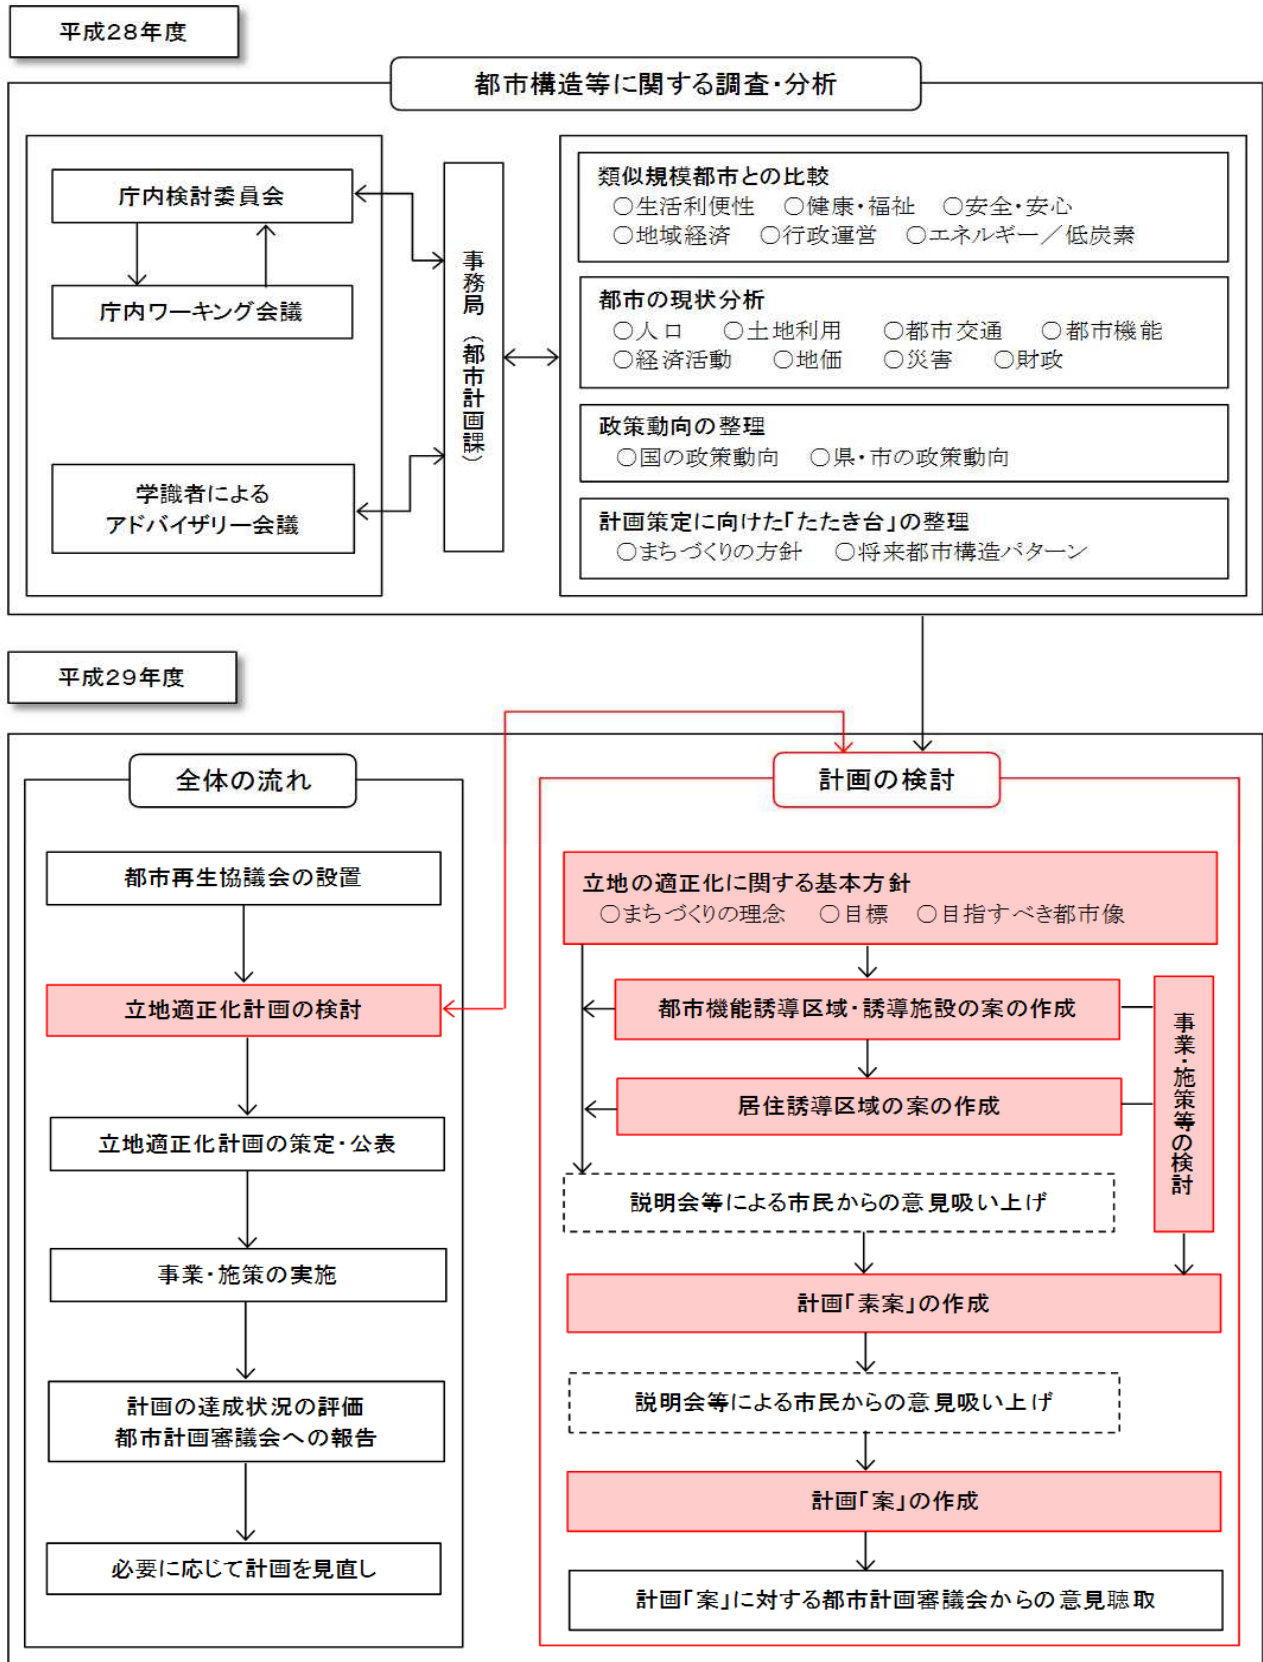 平成28年度
都市構造等に関する調査・分析
庁内検討委員会
庁内ワーキング会議
学識者による
アドバイザリー会議
事務局（都市計画課）
類似規模都市との比較
○生活利便性 ○健康・福祉 ○安全・安心
○地域経済 ○行政運営 ○エネルギー／低炭素
都市の現状分析
○人口 ○土地利用 ○都市交通 ○都市機能
○経済活動 ○地価 ○災害 ○財政
政策動向の整理
○国の政策動向 ○県・市の政策動向
計画策定に向けた「たたき台」の整理
○まちづくりの方針 ○将来都市構造パターン
平成29年度
全体の流れ
都市再生協議会の設置
立地適正化計画の検討
立地適正化計画の策定・公表
事業・施策の実施
計画の達成状況の評価
都市計画審議会への報告
必要に応じて計画を見直し
計画の検討
立地の適正化に関する基本方針
○まちづくりの理念 ○目標 ○目指すべき都市像
都市機能誘導区域・誘導施設の案の作成
居住誘導区域の案の作成
事業・施策等の検討
説明会等による市民からの意見吸い上げ
計画「素案」の作成
説明会等による市民からの意見吸い上げ
計画「案」の作成
計画「案」に対する都市計画審議会からの意見聴取